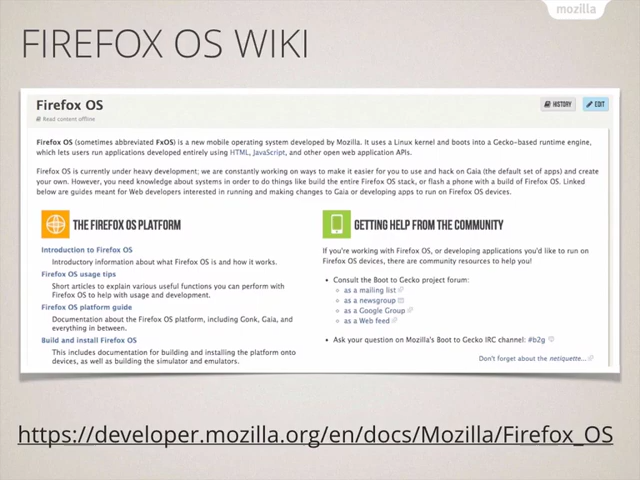 mozilla
FIREFOX OS WIKI
Firefox OS
HISTORY
EDIT
Read content offline
Firefox OS (sometimes abbreviated FxOS) is a new mobile operating system developed by Mozilla. It uses a Linux kernel and boots into a Gecko-based runtime engine,
which lets users run applications developed entirely using HTML, JavaScript, and other open web application APIs.
Firefox OS is currently under heavy development; we are constantly working on ways to make it easier for you to use and hack on Gaia (the default set of apps) and create
your own. However, you need knowledge about systems in order to do things like build the entire Firefox OS stack, or flash a phone with a build of Firefox OS. Linked
below are guides meant for Web developers interested in running and making changes to Gaia or developing apps to run on Firefox OS devices.
THE FIREFOX OS PLATFORM
Introduction to Firefox OS
Introductory information about what Firefox OS is and how it works.
Firefox OS usage tips
Short articles to explain various useful functions you can perform with
Firefox OS to help with usage and development.
Firefox OS platform guide
Documentation about the Firefox OS platform, including Gonk, Gaia, and
everything in between.
Build and install Firefox OS
This includes documentation for building and installing the platform onto
devices, as well as building the simulator and emulators.
GETTING HELP FROM THE COMMUNITY
If you're working with Firefox OS, or developing applications you'd like to run on
Firefox OS devices, there are community resources to help you!
• Consult the Boot to Gecko project forum:
as a mailing list
as a newsgroup
as a Google Group
as a Web feed
• Ask your question on Mozilla's Boot to Gecko IRC channel: #b2g
Don't forget about the netiquette...
https://developer.mozilla.org/en/docs/Mozilla/Firefox_OS